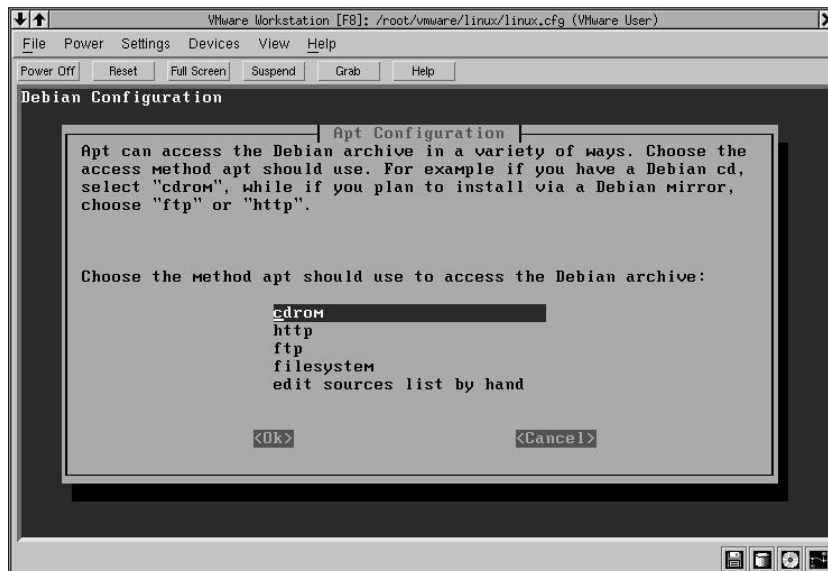 VMware Workstation [F8]: /root/vmware/linux/linux.cfg (VMware User)
File Power Settings Devices View Help
Power Off Reset Full Screen Suspend Grab Help
Debian Configuration
Apt Configuration
Apt can access the Debian archive in a variety of ways. Choose the
access method apt should use. For example if you have a Debian cd,
select "cdrom", while if you plan to install via a Debian mirror,
choose "ftp" or "http".
Choose the method apt should use to access the Debian archive:
cdrom
http
ftp
filesystem
edit sources list by hand
<Ok> <Cancel>